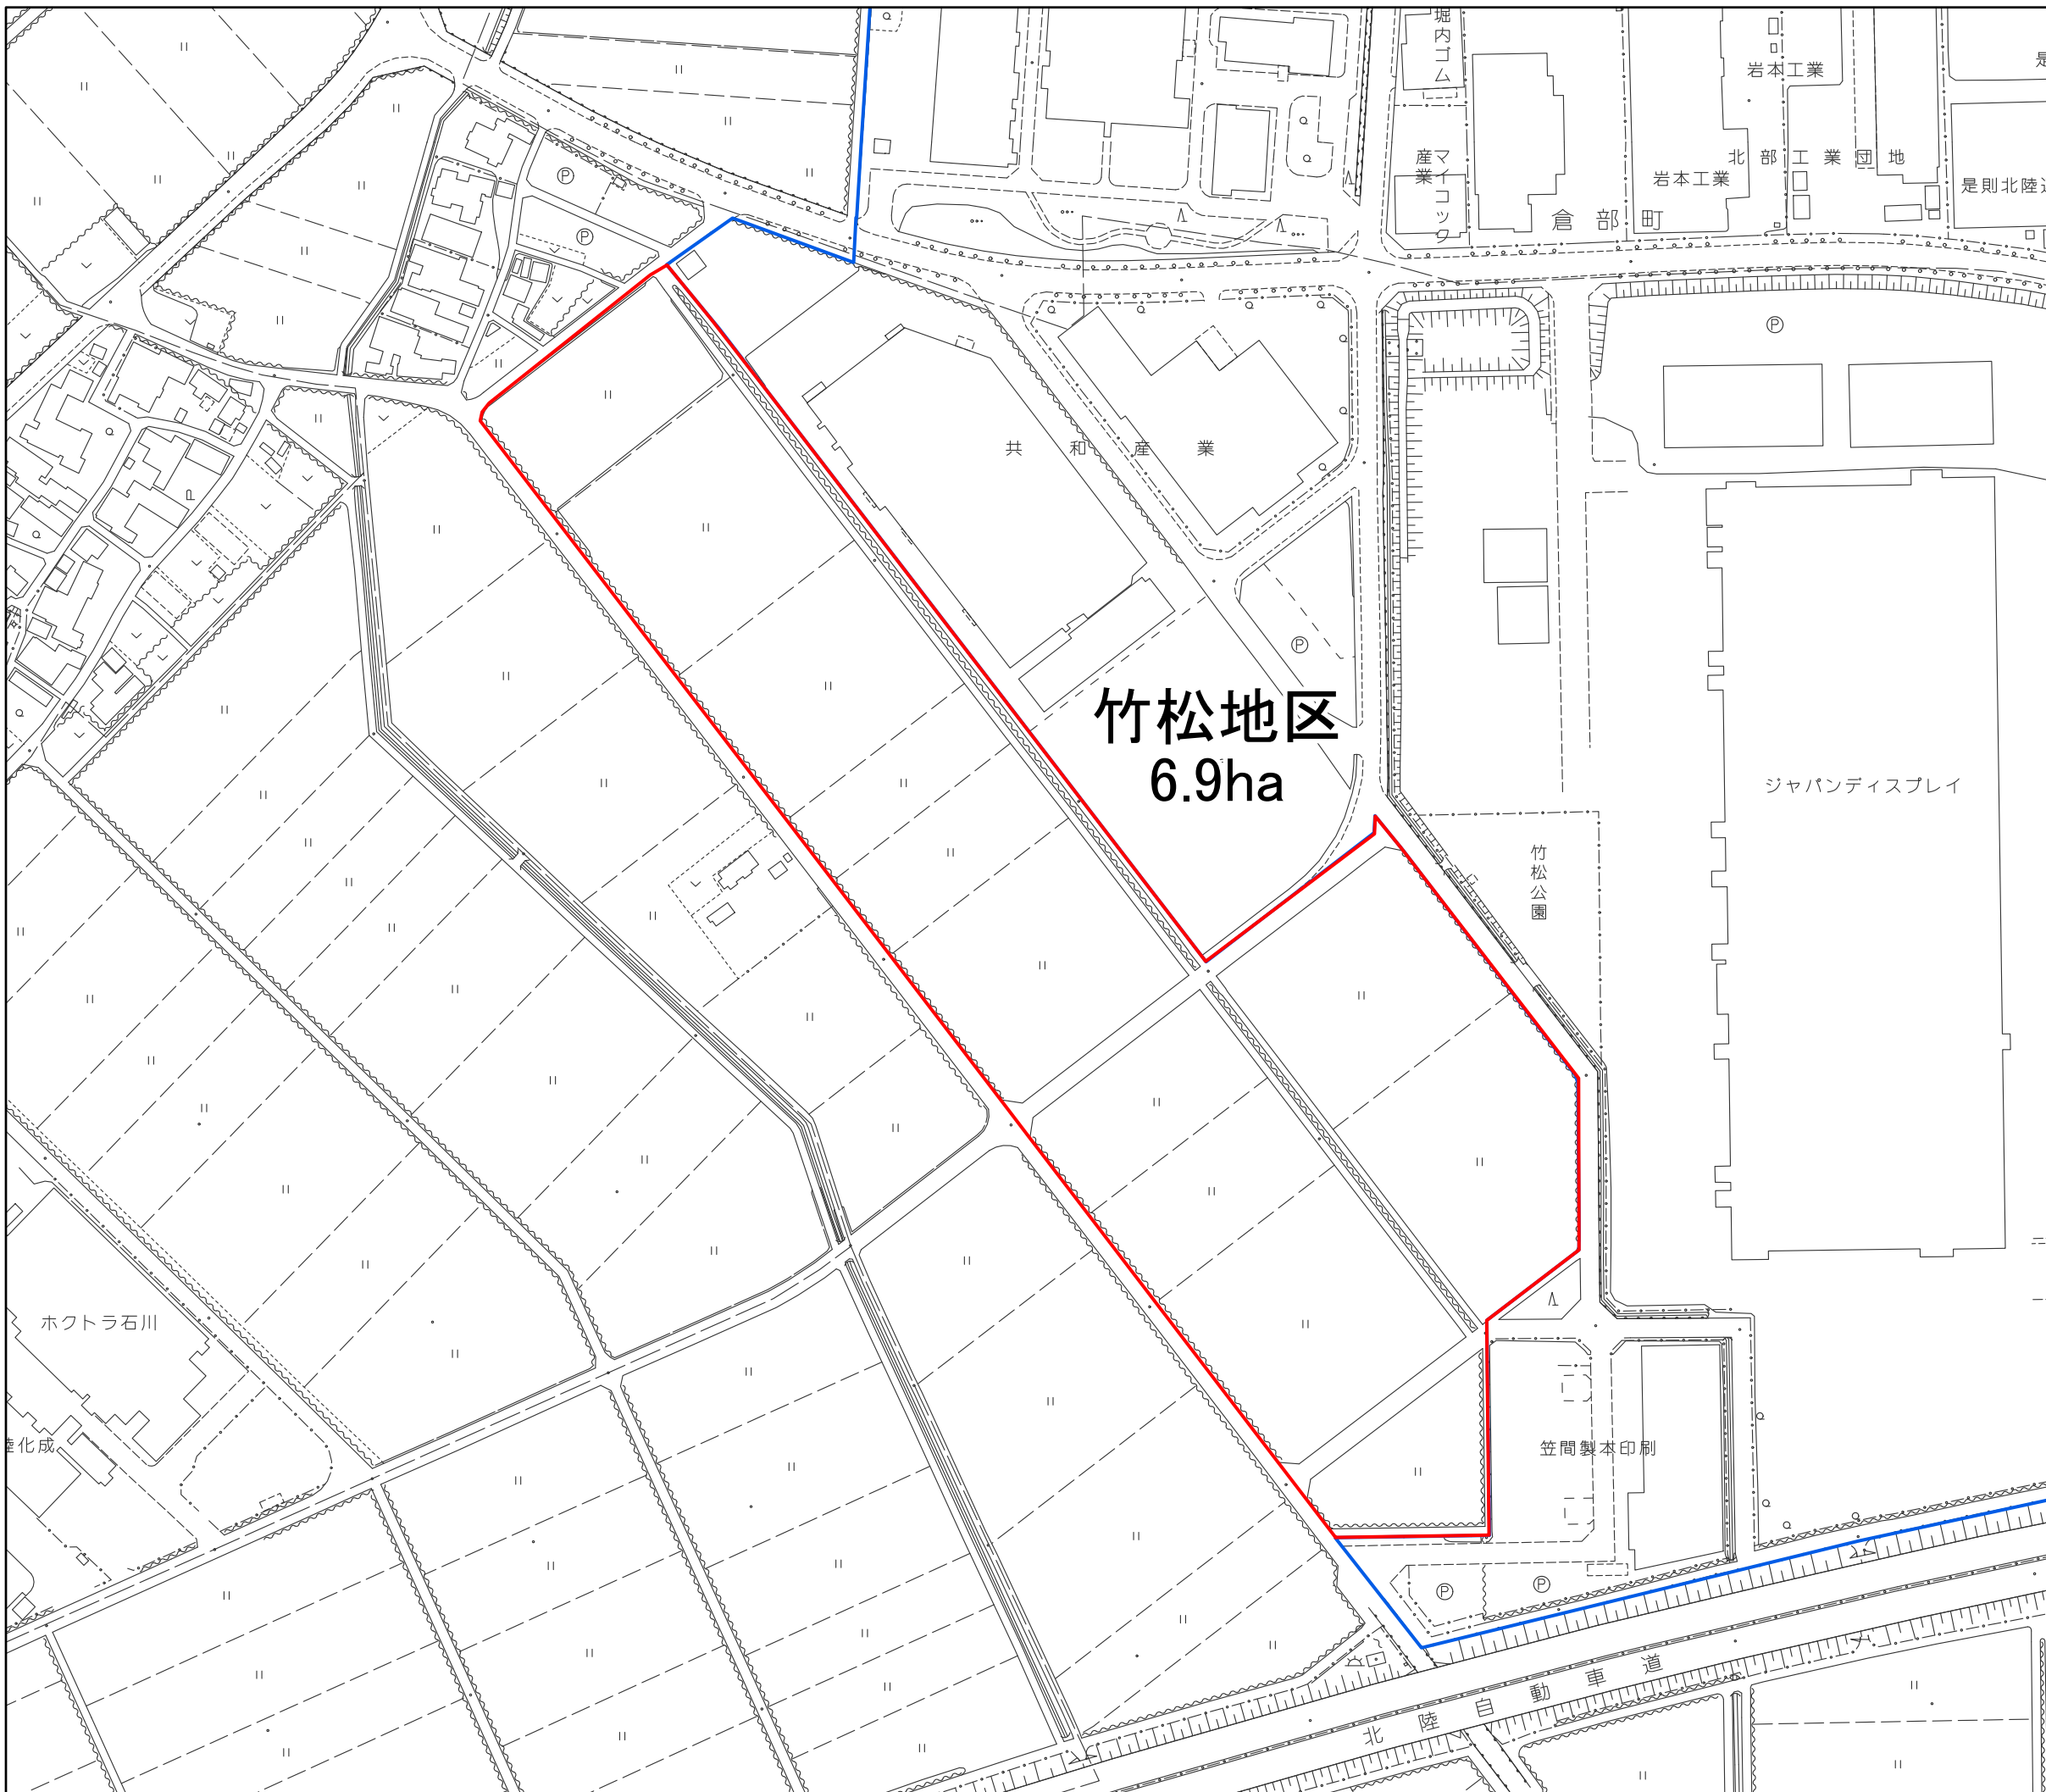 堀内ゴム
岩本工業
マイコック
産業
岩本工業
北部工業団地
是則北陸
倉部町
共和産業
竹松地区
6.9ha
ジャパンディスプレイ
竹松公園
ホクトラ石川
化成
笠間製本印刷
北陸自動車道